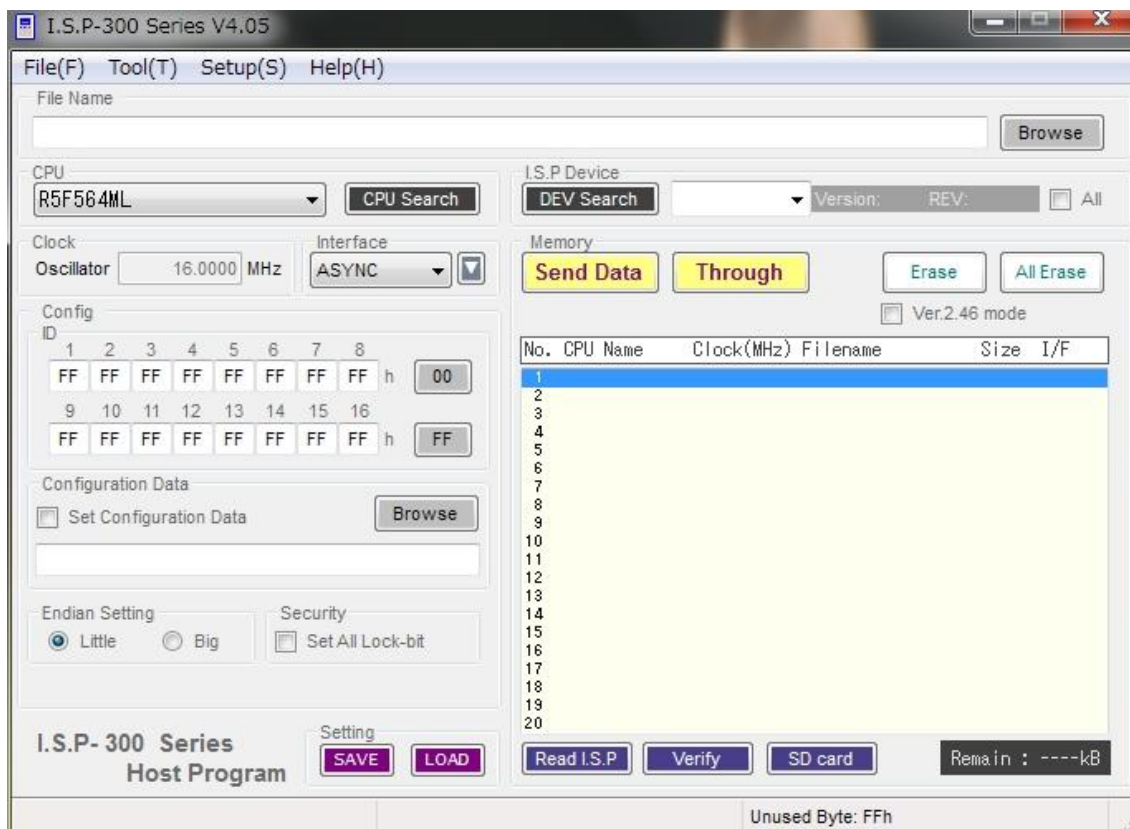 I.S.P-300 Series V4.05
File(F) Tool(T) Setup(S) Help(H)
File Name
Browse
CPU
R5F564ML
CPU Search
I.S.P Device
DEV Search
Version: REV:
All
Clock
Oscillator 16.0000 MHz
Interface
ASYNC
Memory
Send Data Through Erase All Erase
Ver.2.46 mode
Config
ID
1 2 3 4 5 6 7 8
FF FF FF FF FF FF FF FF h 00
9 10 11 12 13 14 15 16
FF FF FF FF FF FF FF FF h FF
Configuration Data
Set Configuration Data Browse
Endian Setting
Little Big
Security
Set All Lock-bit
No. CPU Name Clock(MHz) Filename Size I/F
1
2
3
4
5
6
7
8
9
10
11
12
13
14
15
16
17
18
19
20
I.S.P- 300 Series
Host Program
Setting
SAVE LOAD
Read I.S.P Verify SD card Remain : ----kB
Unused Byte: FFh